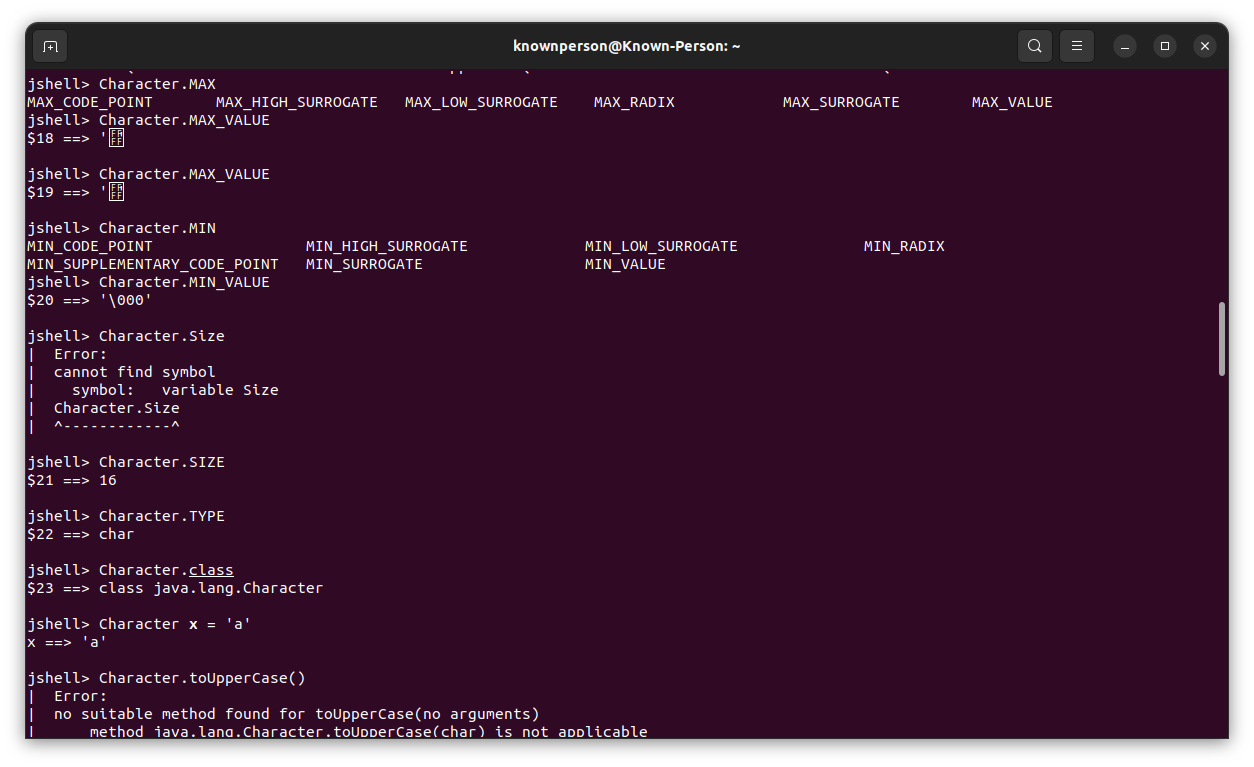 knownperson@Known-Person: ~
jshell> Character.MAX
MAX_CODE_POINT       MAX_HIGH_SURROGATE   MAX_LOW_SURROGATE    MAX_RADIX            MAX_SURROGATE        MAX_VALUE
jshell> Character.MAX_VALUE
$18 ==> '

jshell> Character.MAX_VALUE
$19 ==> '

jshell> Character.MIN
MIN_CODE_POINT                 MIN_HIGH_SURROGATE             MIN_LOW_SURROGATE              MIN_RADIX
MIN_SUPPLEMENTARY_CODE_POINT   MIN_SURROGATE                  MIN_VALUE
jshell> Character.MIN_VALUE
$20 ==> '\000'

jshell> Character.Size
|  Error:
|  cannot find symbol
|    symbol:   variable Size
|  Character.Size
|  ^------------^

jshell> Character.SIZE
$21 ==> 16

jshell> Character.TYPE
$22 ==> char

jshell> Character.class
$23 ==> class java.lang.Character

jshell> Character x = 'a'
x ==> 'a'

jshell> Character.toUpperCase()
|  Error:
|  no suitable method found for toUpperCase(no arguments)
|      method java.lang.Character.toUpperCase(char) is not applicable